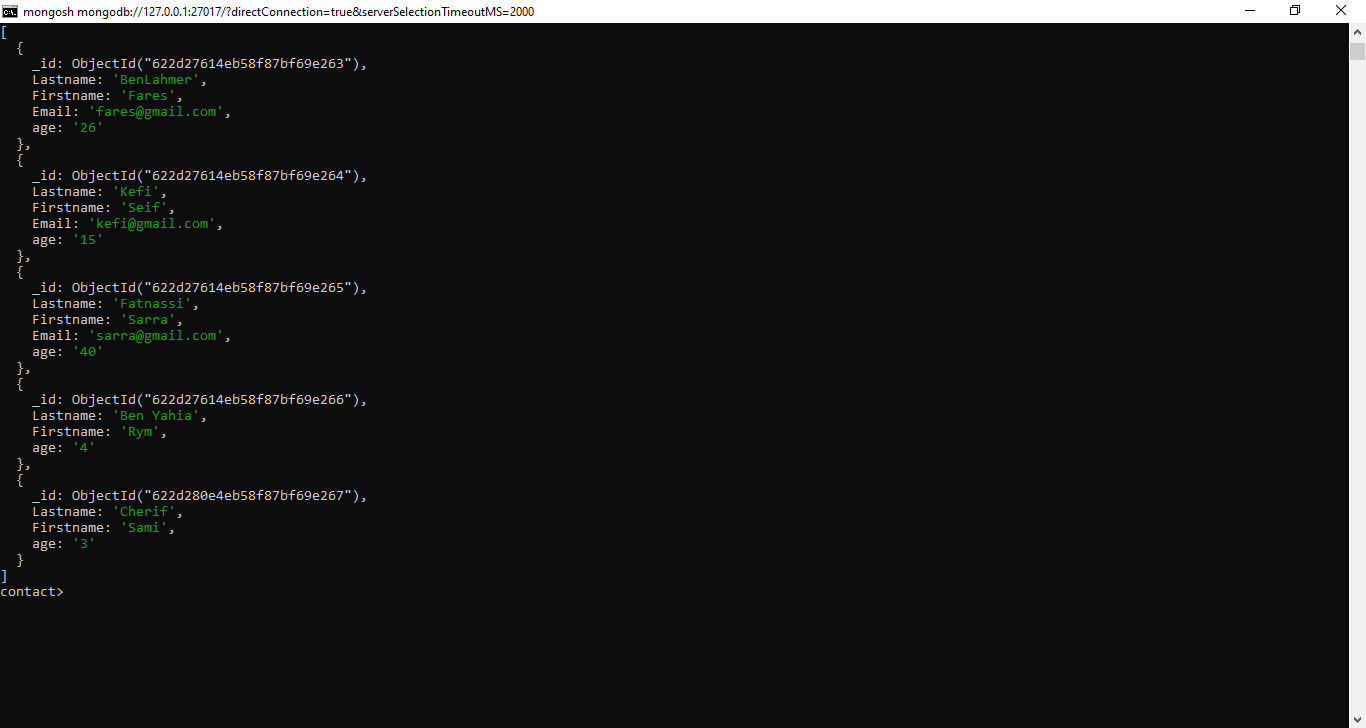 mongosh mongodb://127.0.0.1:27017/?directConnection=true&serverSelectionTimeoutMS=2000
[
  {
    _id: ObjectId("622d27614eb58f87bf69e263"),
    Lastname: 'BenLahmer',
    Firstname: 'Fares',
    Email: 'fares@gmail.com',
    age: '26'
  },
  {
    _id: ObjectId("622d27614eb58f87bf69e264"),
    Lastname: 'Kefi',
    Firstname: 'Seif',
    Email: 'kefi@gmail.com',
    age: '15'
  },
  {
    _id: ObjectId("622d27614eb58f87bf69e265"),
    Lastname: 'Fatnassi',
    Firstname: 'Sarra',
    Email: 'sarra@gmail.com',
    age: '40'
  },
  {
    _id: ObjectId("622d27614eb58f87bf69e266"),
    Lastname: 'Ben Yahia',
    Firstname: 'Rym',
    age: '4'
  },
  {
    _id: ObjectId("622d280e4eb58f87bf69e267"),
    Lastname: 'Cherif',
    Firstname: 'Sami',
    age: '3'
  }
]
contact>